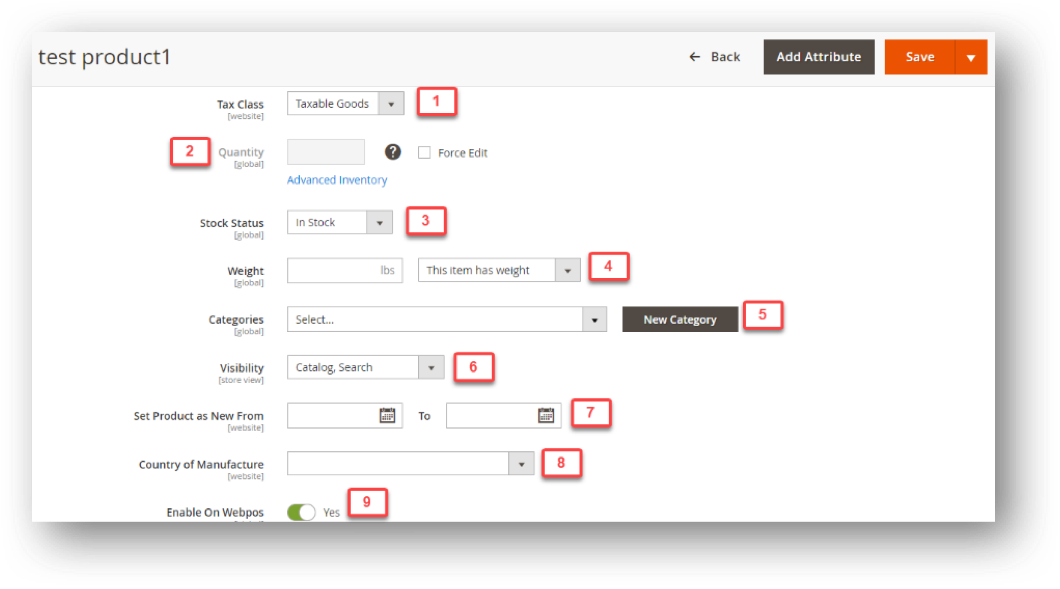 test product1
← Back
Add Attribute
Save
Tax Class
[website]
Taxable Goods
1
2
Quantity
[global]
?
Force Edit
Advanced Inventory
Stock Status
[global]
In Stock
3
Weight
[global]
lbs
This item has weight
4
Categories
[global]
Select...
New Category
5
Visibility
[store view]
Catalog, Search
6
Set Product as New From
[website]
To
7
Country of Manufacture
[website]
8
Enable On Webpos
Yes
9